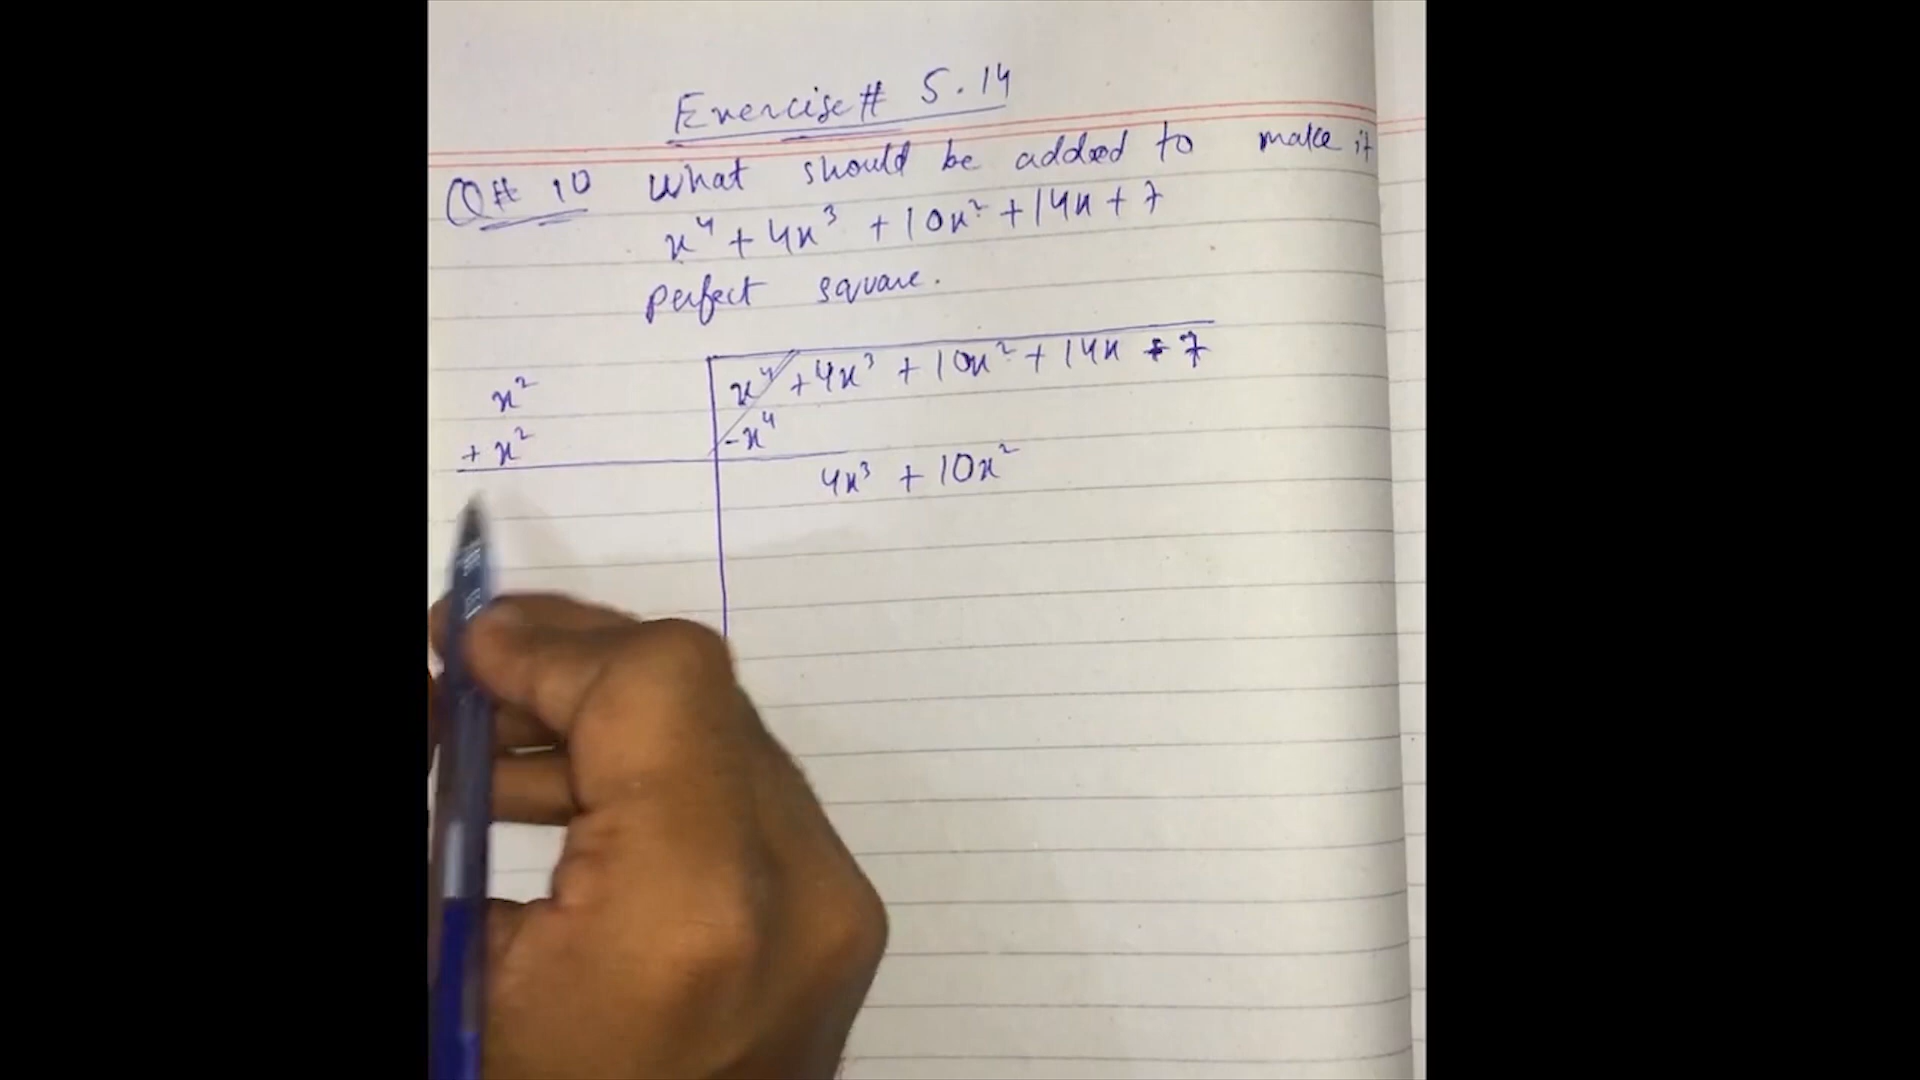 Exercise# 5.14
Q# 10 What should be added to make it
x⁴ + 4x³ + 10x² + 14x + 7
perfect square.
x² x⁴ + 4x³ + 10x² + 14x + 7
+ x² -x⁴
4x³ + 10x²